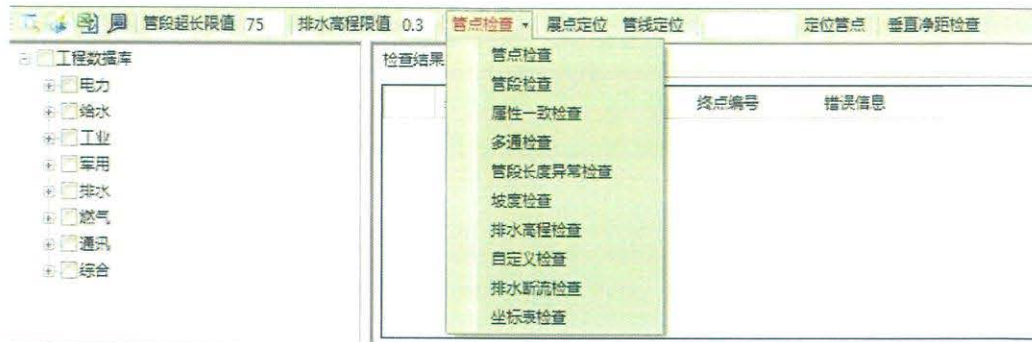 管段超长限值 75 排水高程限值 0.3 管点检查 展点定位 管线定位 定位管点 垂直净距检查
工程数据库
电力
给水
工业
军用
排水
燃气
通讯
综合
检查结果
终点编号 错误信息
管点检查
管段检查
属性一致检查
多通检查
管段长度异常检查
坡度检查
排水高程检查
自定义检查
排水断流检查
坐标表检查